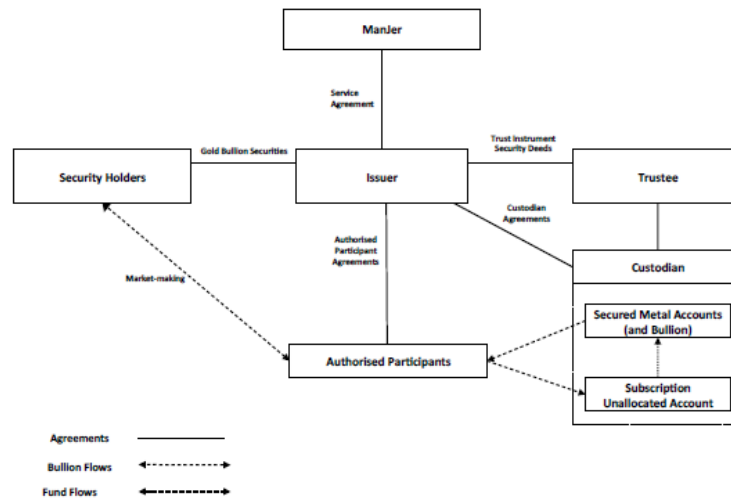 ManJer
Service
Agreement
Gold Bullion Securities
Trust Instrument
Security Deeds
Security Holders
Issuer
Trustee
Custodian
Agreements
Authorised
Participant
Agreements
Custodian
Market-making
Secured Metal Accounts
(and Bullion)
Authorised Participants
Subscription
Unallocated Account
Agreements
Bullion Flows
Fund Flows